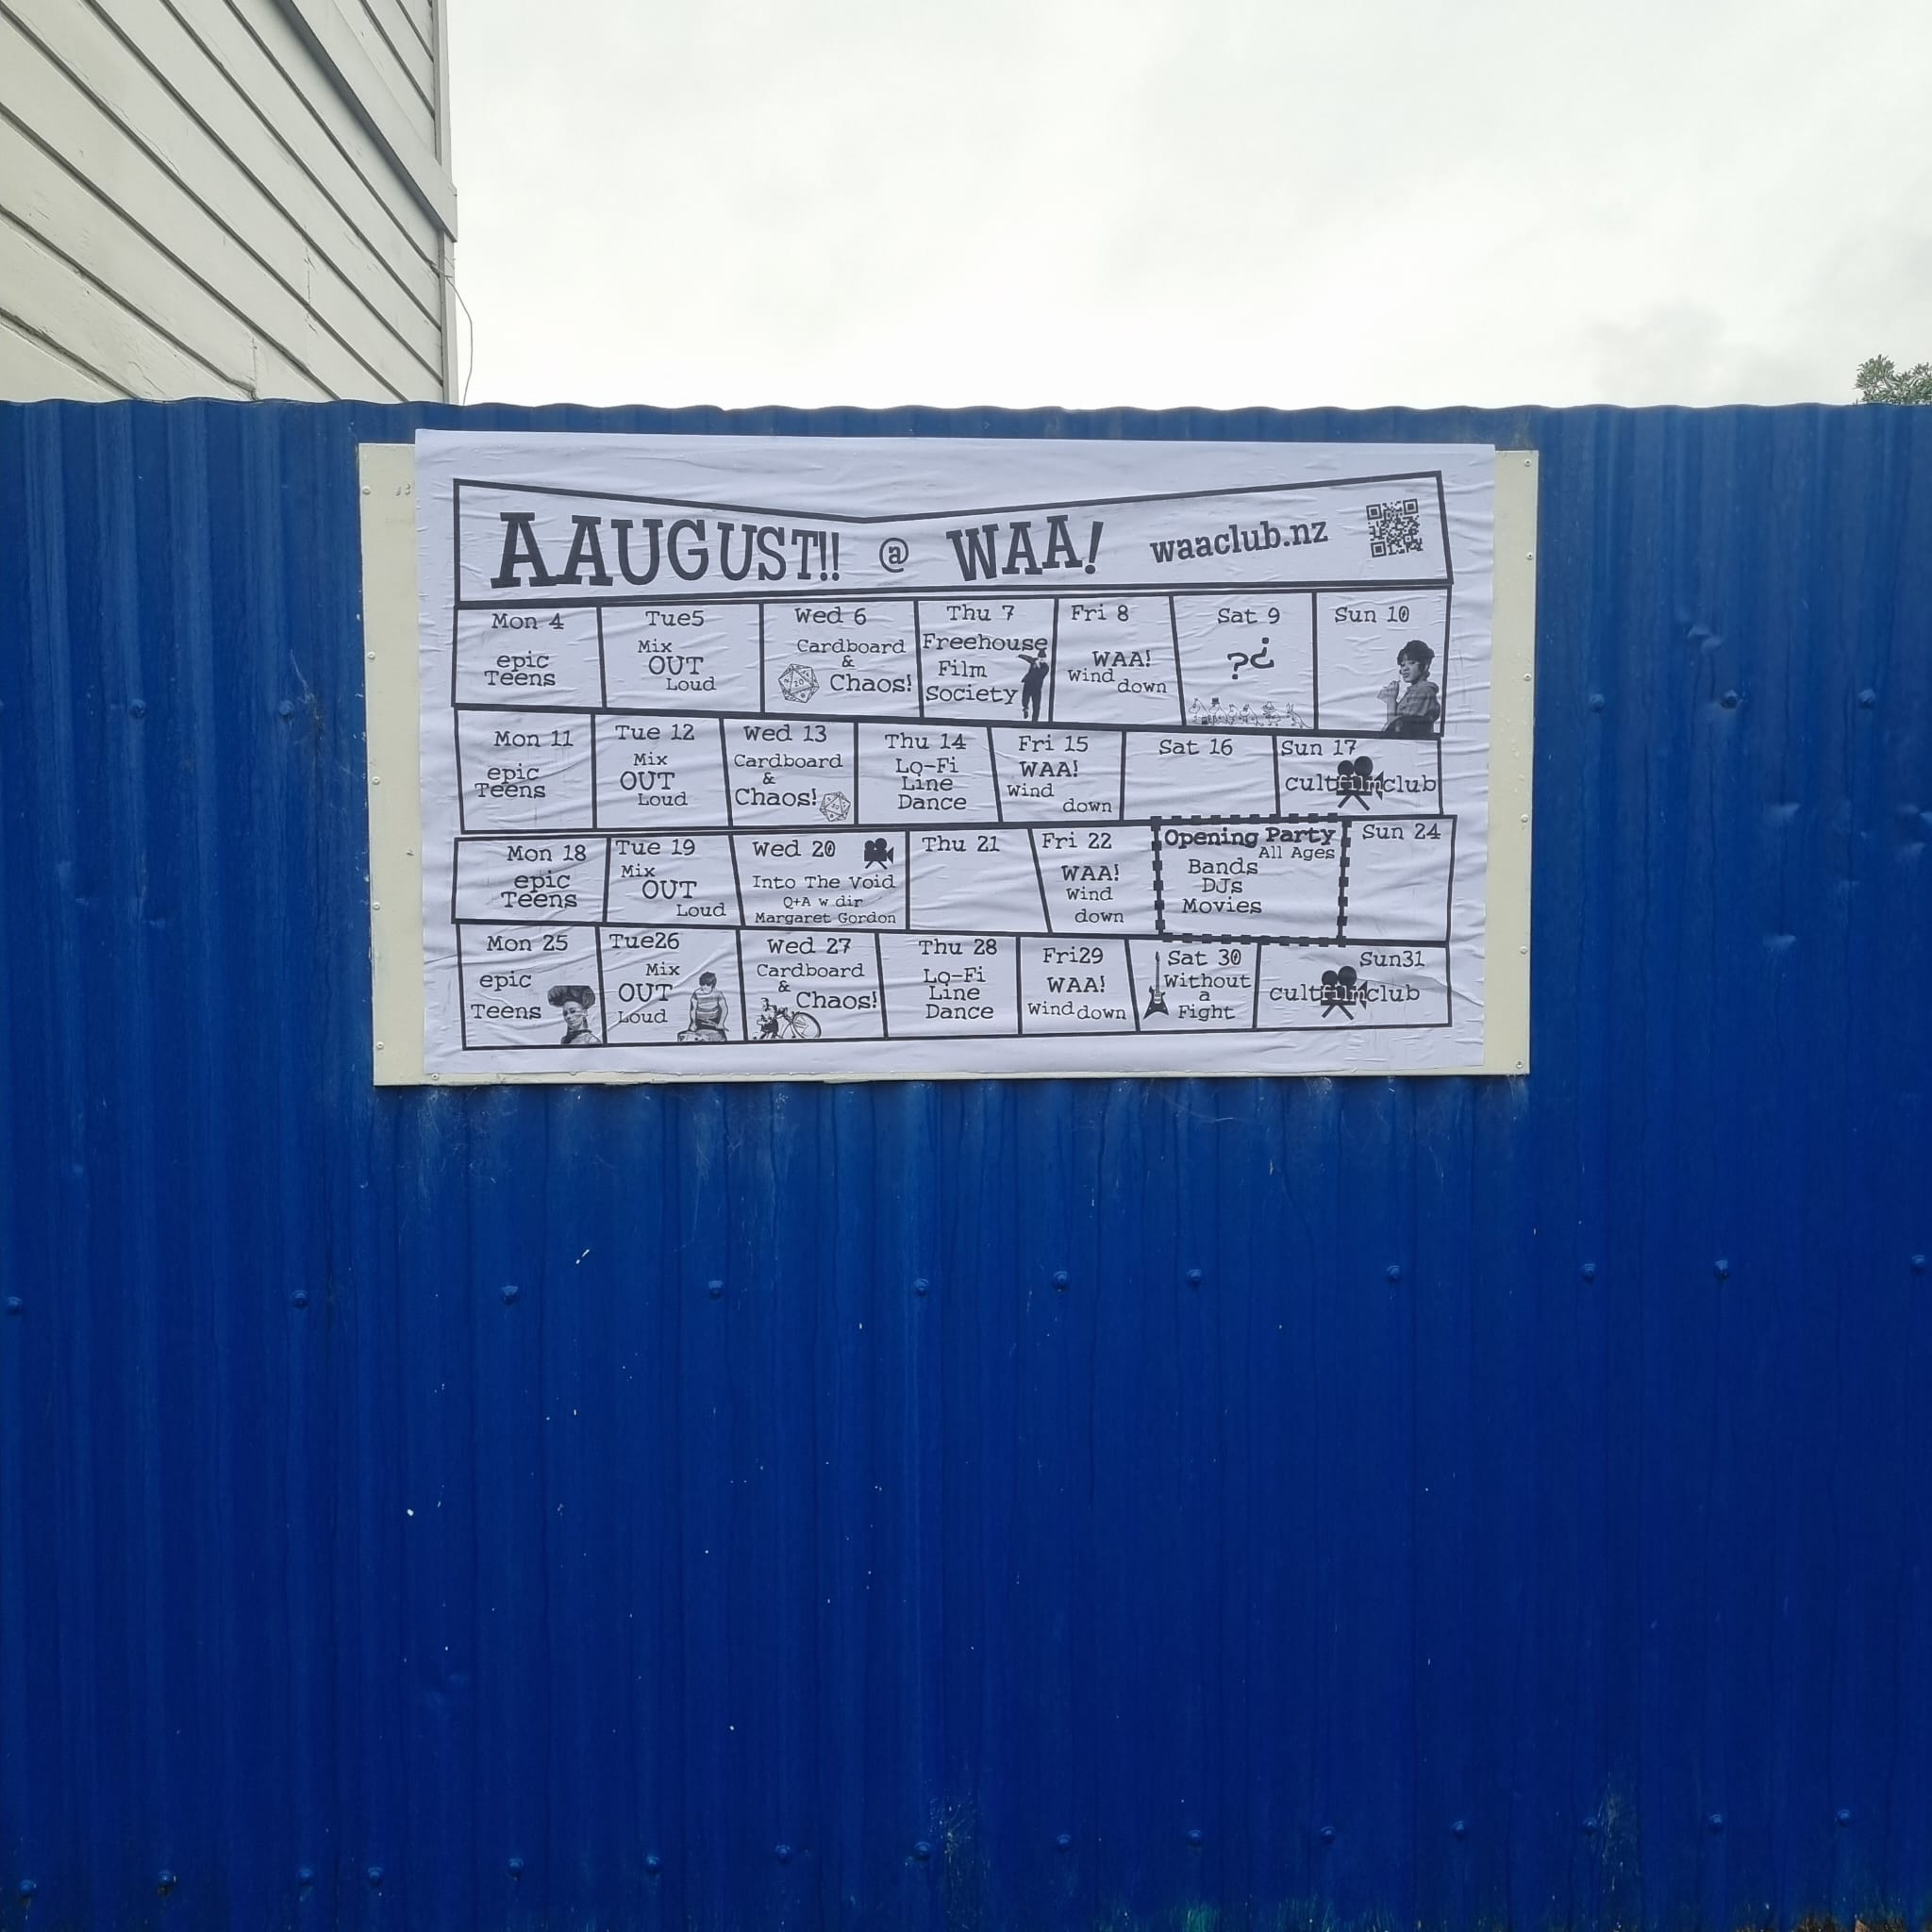 AAUGUST!! @ WAA! waaclub.nz
Mon 4
epic
Teens
Tue5
Mix
OUT
Loud
Wed 6
Cardboard
&
Chaos!
Thu 7
Freehouse
Film
Society
Fri 8
WAA!
Wind
down
Sat 9
?¿
Sun 10
Mon 11
epic
Teens
Tue 12
Mix
OUT
Loud
Wed 13
Cardboard
&
Chaos!
Thu 14
Lo-Fi
Line
Dance
Fri 15
WAA!
Wind
down
Sat 16
Sun 17
cultfilmclub
Mon 18
epic
Teens
Tue 19
Mix
OUT
Loud
Wed 20
Into The Void
Q+A w dir
Margaret Gordon
Thu 21
Fri 22
WAA!
Wind
down
Opening Party
All Ages
Bands
DJs
Movies
Sun 24
Mon 25
epic
Teens
Tue26
Mix
OUT
Loud
Wed 27
Cardboard
&
Chaos!
Thu 28
Lo-Fi
Line
Dance
Fri29
WAA!
Wind down
Sat 30
Without
a
Fight
Sun31
cultfilmclub